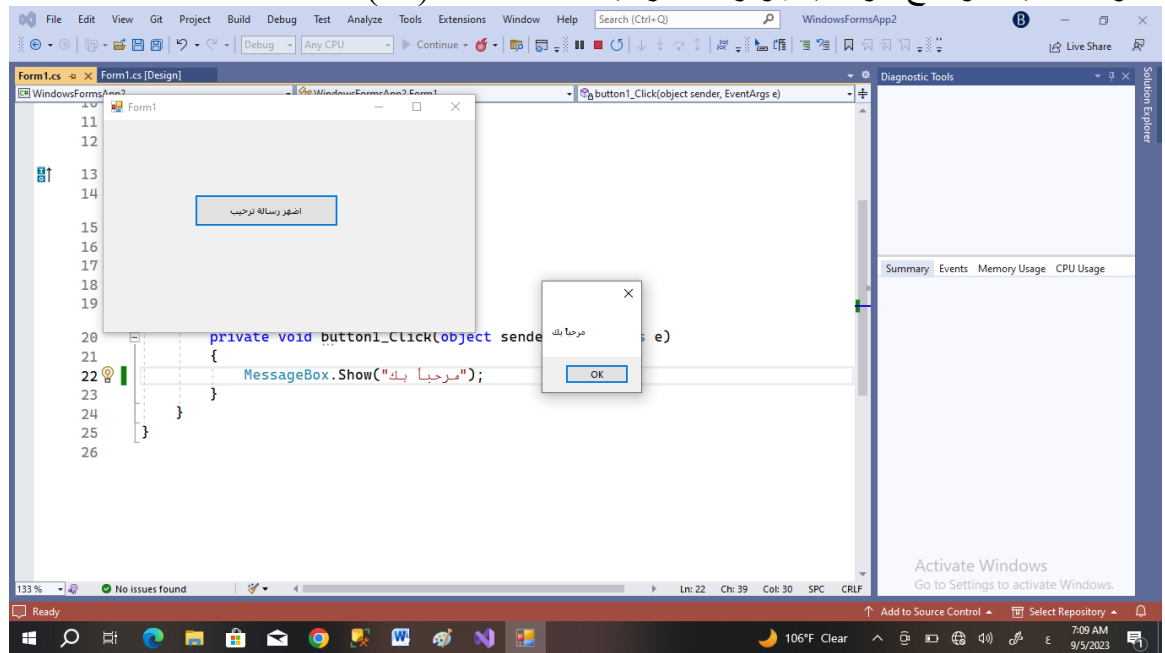 File Edit View Git Project Build Debug Test Analyze Tools Extensions Window Help Search (Ctrl+Q) WindowsFormsApp2 B
Debug Any CPU Continue Live Share
Form1.cs Form1.cs [Design] Diagnostic Tools
WindowsFormsApp2 WindowsFormsApp2.Form1 button1_Click(object sender, EventArgs e)
Solution Explorer
Form1
اضهر رسالة ترحيب
10
11
12
13
14
15
16
17
18
19
مرحباً بك
OK
20 private void button1_Click(object sende s e)
21 {
22 MessageBox.Show("مرحباً بك");
23 }
24 }
25 }
26
Summary Events Memory Usage CPU Usage
Activate Windows
Go to Settings to activate Windows.
133 % No issues found Ln: 22 Ch: 39 Col: 30 SPC CRLF
Ready Add to Source Control Select Repository
106°F Clear ع 7:09 AM
9/5/2023 1